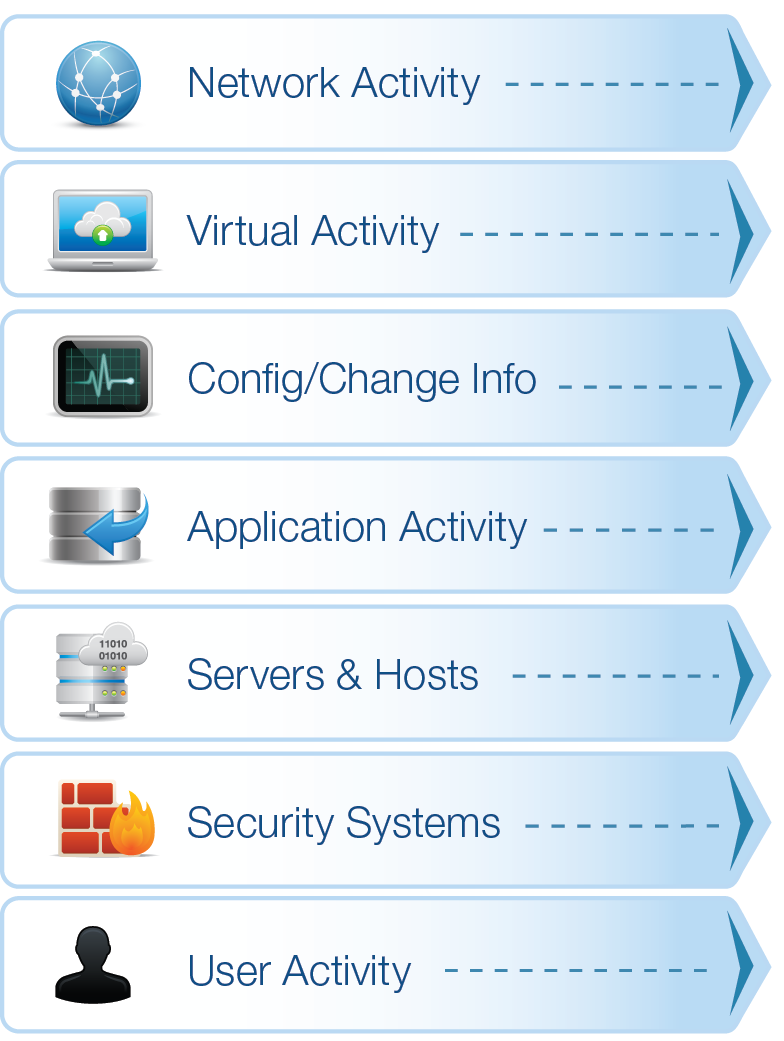 Network Activity
Virtual Activity
Config/Change Info
Application Activity
11010
01010
Servers & Hosts
Security Systems
User Activity